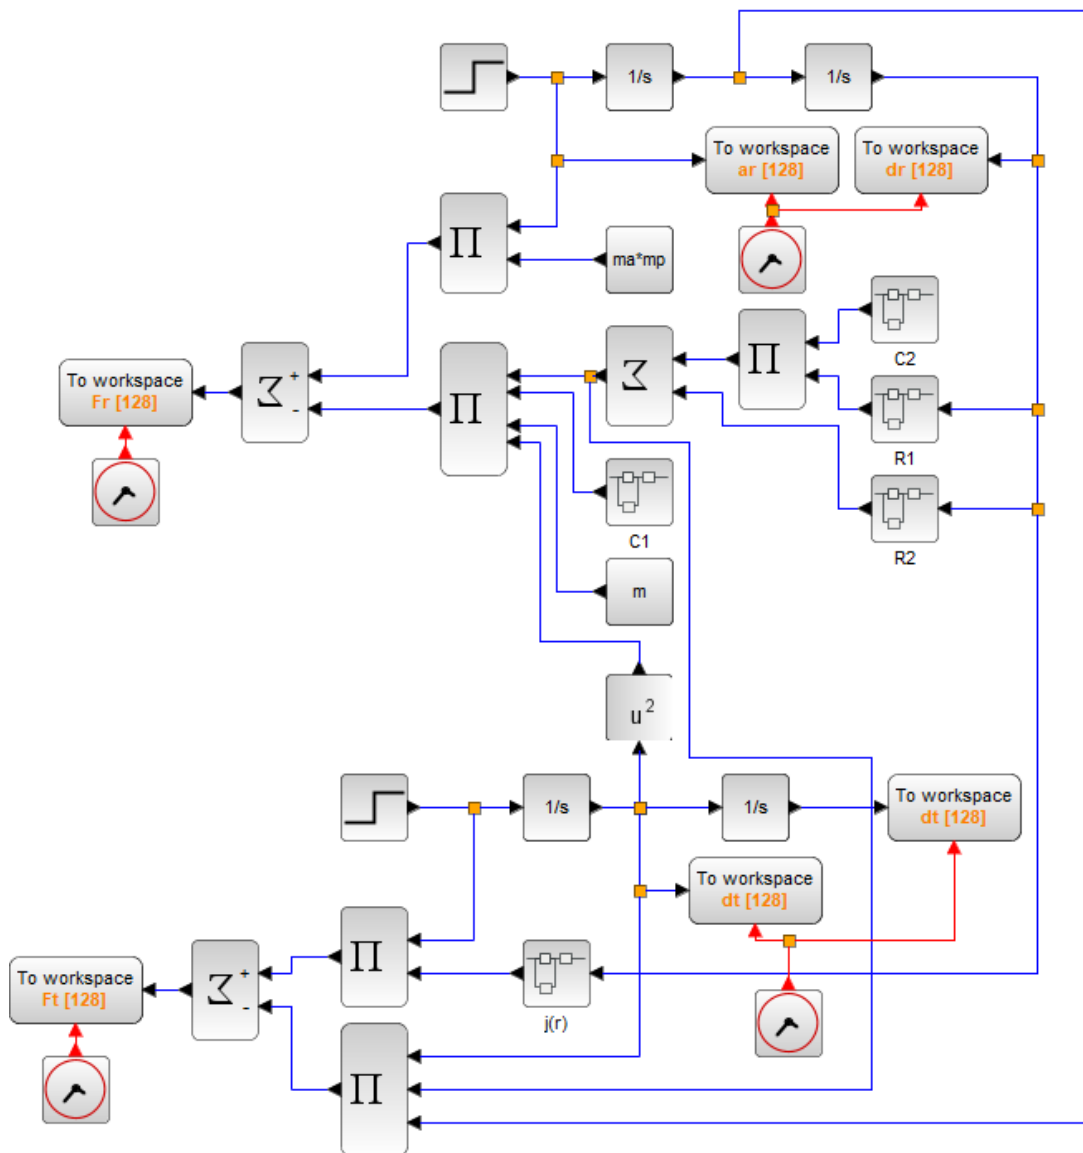 1/s
1/s
To workspace
ar [128]
To workspace
dr [128]
Π
ma*mp
C2
Π
Σ
R1
R2
To workspace
Fr [128]
Σ
+
-
Π
C1
m
u²
1/s
1/s
To workspace
dt [128]
To workspace
dt [128]
Π
j(r)
To workspace
Ft [128]
Σ
+
-
Π